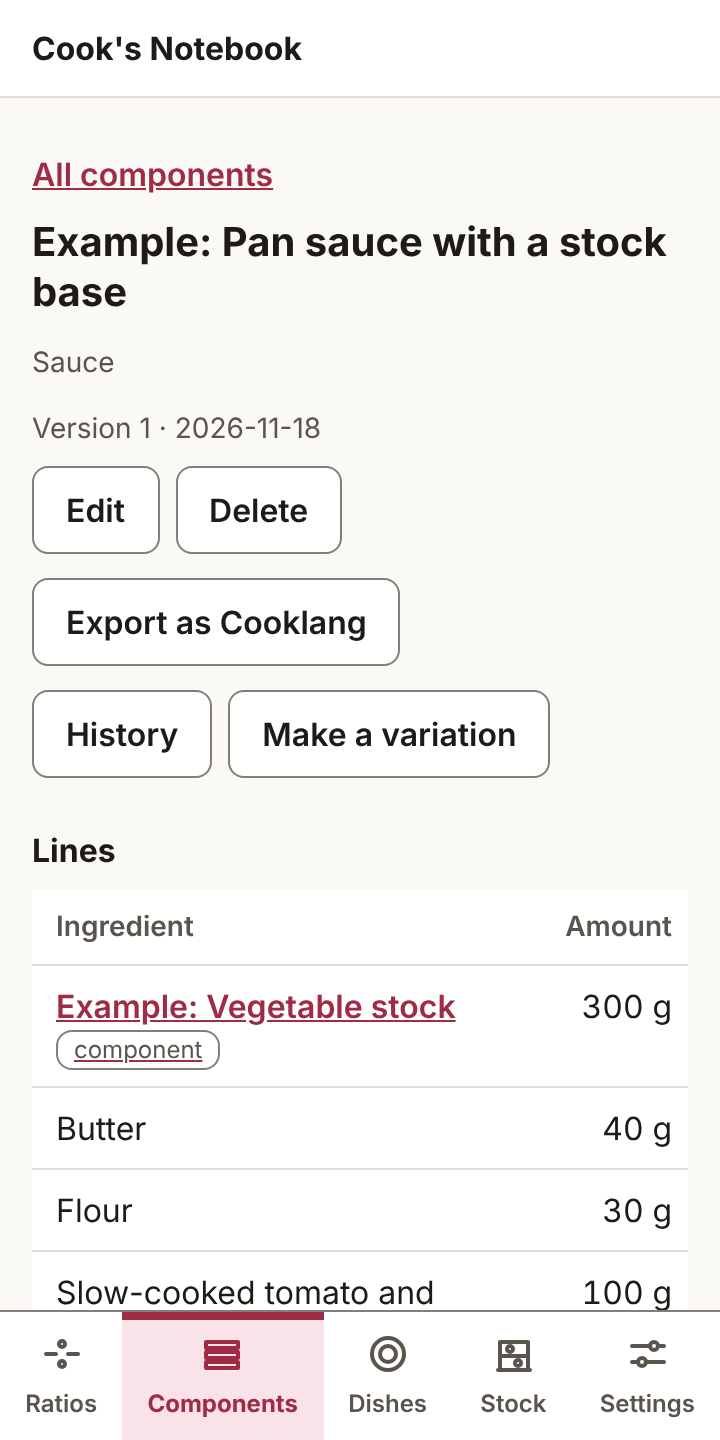 Cook's Notebook
All components
Example: Pan sauce with a stock
base
Sauce
Version 1 · 2026-11-18
Edit Delete
Export as Cooklang
History Make a variation
Lines
Ingredient Amount
Example: Vegetable stock 300 g
component
Butter 40 g
Flour 30 g
Slow-cooked tomato and 100 g
Ratios Components Dishes Stock Settings